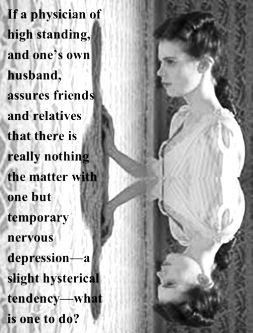 If a physician of
high standing,
and one's own
husband,
assures friends
and relatives
that there is
really nothing
the matter with
one but
temporary
nervous
depression—a
slight hysterical
tendency—what
is one to do?